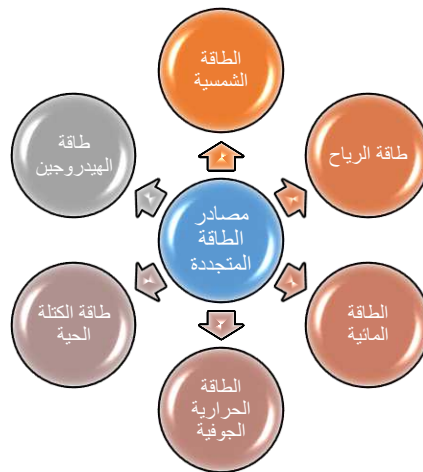 الطاقة
الشمسية
طاقة الرياح
الطاقة
المائية
الطاقة
الحرارية
الجوفية
طاقة الكتلة
الحية
طاقة
الهيدروجين
مصادر
الطاقة
المتجددة